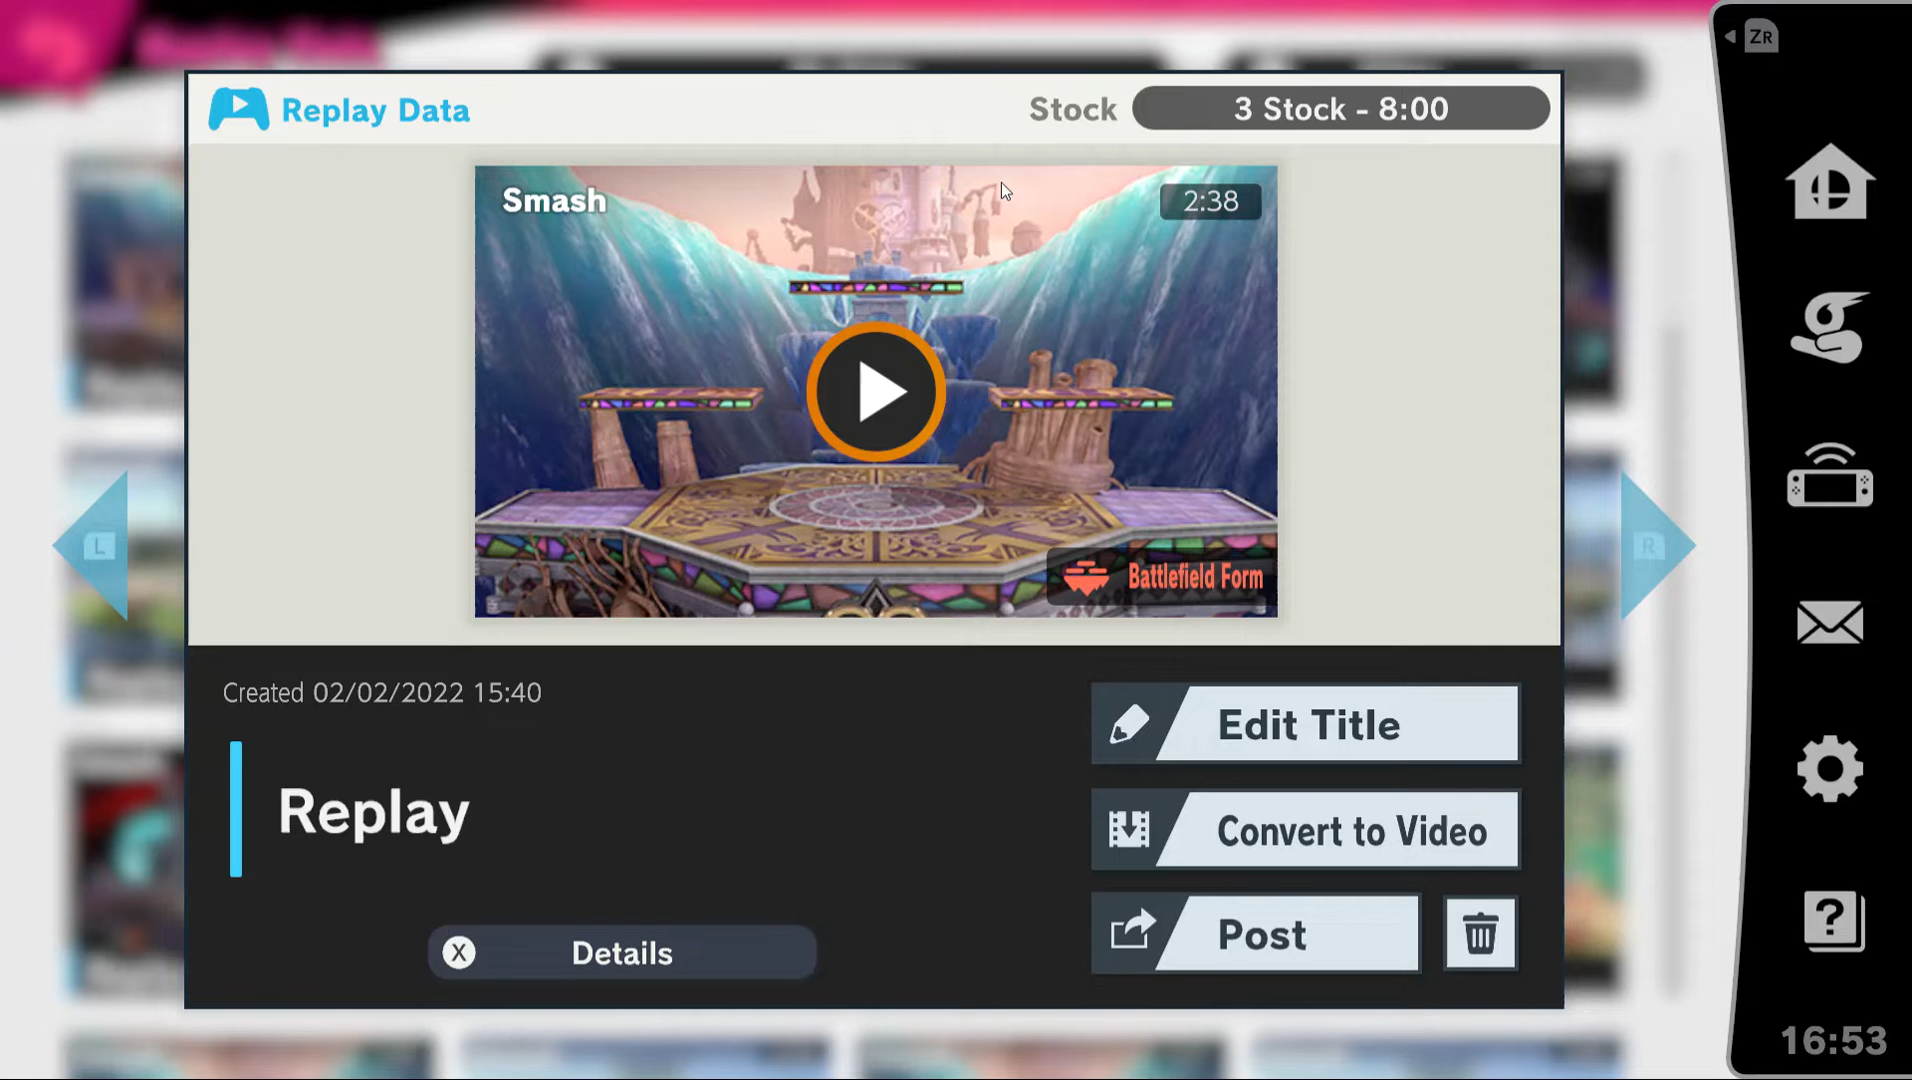 ZR
Replay Data
Stock
3 Stock - 8:00
Smash
2:38
L
R
Battlefield Form
Created 02/02/2022 15:40
Edit Title
Replay
Convert to Video
Post
X
Details
16:53